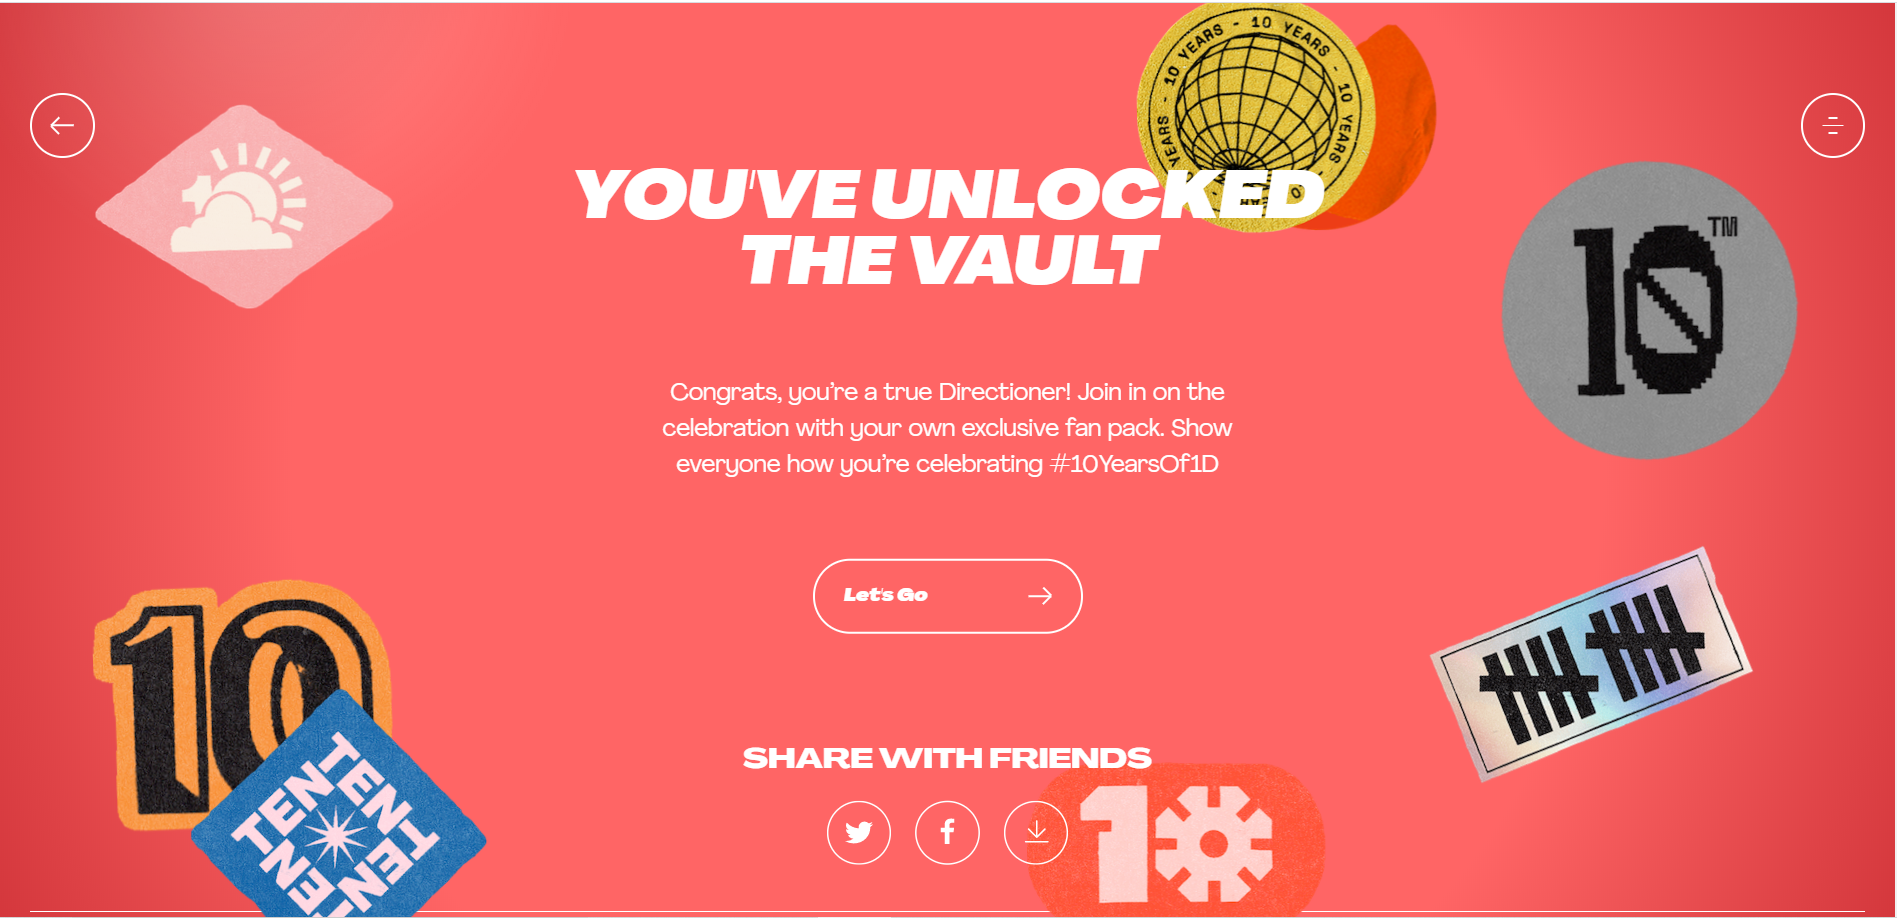 10 YEARS - 10 YEARS - 10 YEARS
YOU'VE UNLOCKED
THE VAULT
10
TM
Congrats, you're a true Directioner! Join in on the
celebration with your own exclusive fan pack. Show
everyone how you're celebrating #10YearsOf1D
Let's Go
10
TEN
TEN
TEN
TEN
SHARE WITH FRIENDS
10